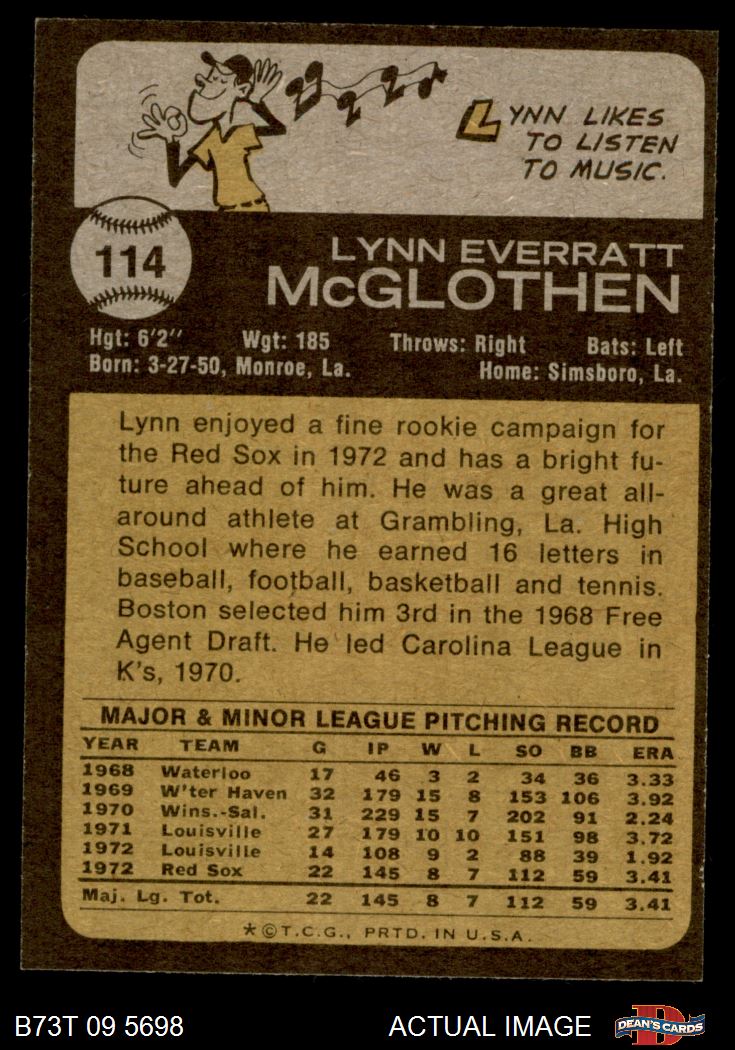 LYNN LIKES
TO LISTEN
TO MUSIC.
114
LYNN EVERRATT
McGLOTHEN
Hgt: 6'2" Wgt: 185 Throws: Right Bats: Left
Born: 3-27-50, Monroe, La. Home: Simsboro, La.
Lynn enjoyed a fine rookie campaign for
the Red Sox in 1972 and has a bright fu-
ture ahead of him. He was a great all-
around athlete at Grambling, La. High
School where he earned 16 letters in
baseball, football, basketball and tennis.
Boston selected him 3rd in the 1968 Free
Agent Draft. He led Carolina League in
K's, 1970.
MAJOR & MINOR LEAGUE PITCHING RECORD
YEAR TEAM G IP W L SO BB ERA
1968 Waterloo 17 46 3 2 34 36 3.33
1969 W'ter Haven 32 179 15 8 153 106 3.92
1970 Wins.-Sal. 31 229 15 7 202 91 2.24
1971 Louisville 27 179 10 10 151 98 3.72
1972 Louisville 14 108 9 2 88 39 1.92
1972 Red Sox 22 145 8 7 112 59 3.41
Maj. Lg. Tot. 22 145 8 7 112 59 3.41
*©T.C.G., PRTD. IN U.S.A.
B73T 09 5698 ACTUAL IMAGE DEAN'S CARDS